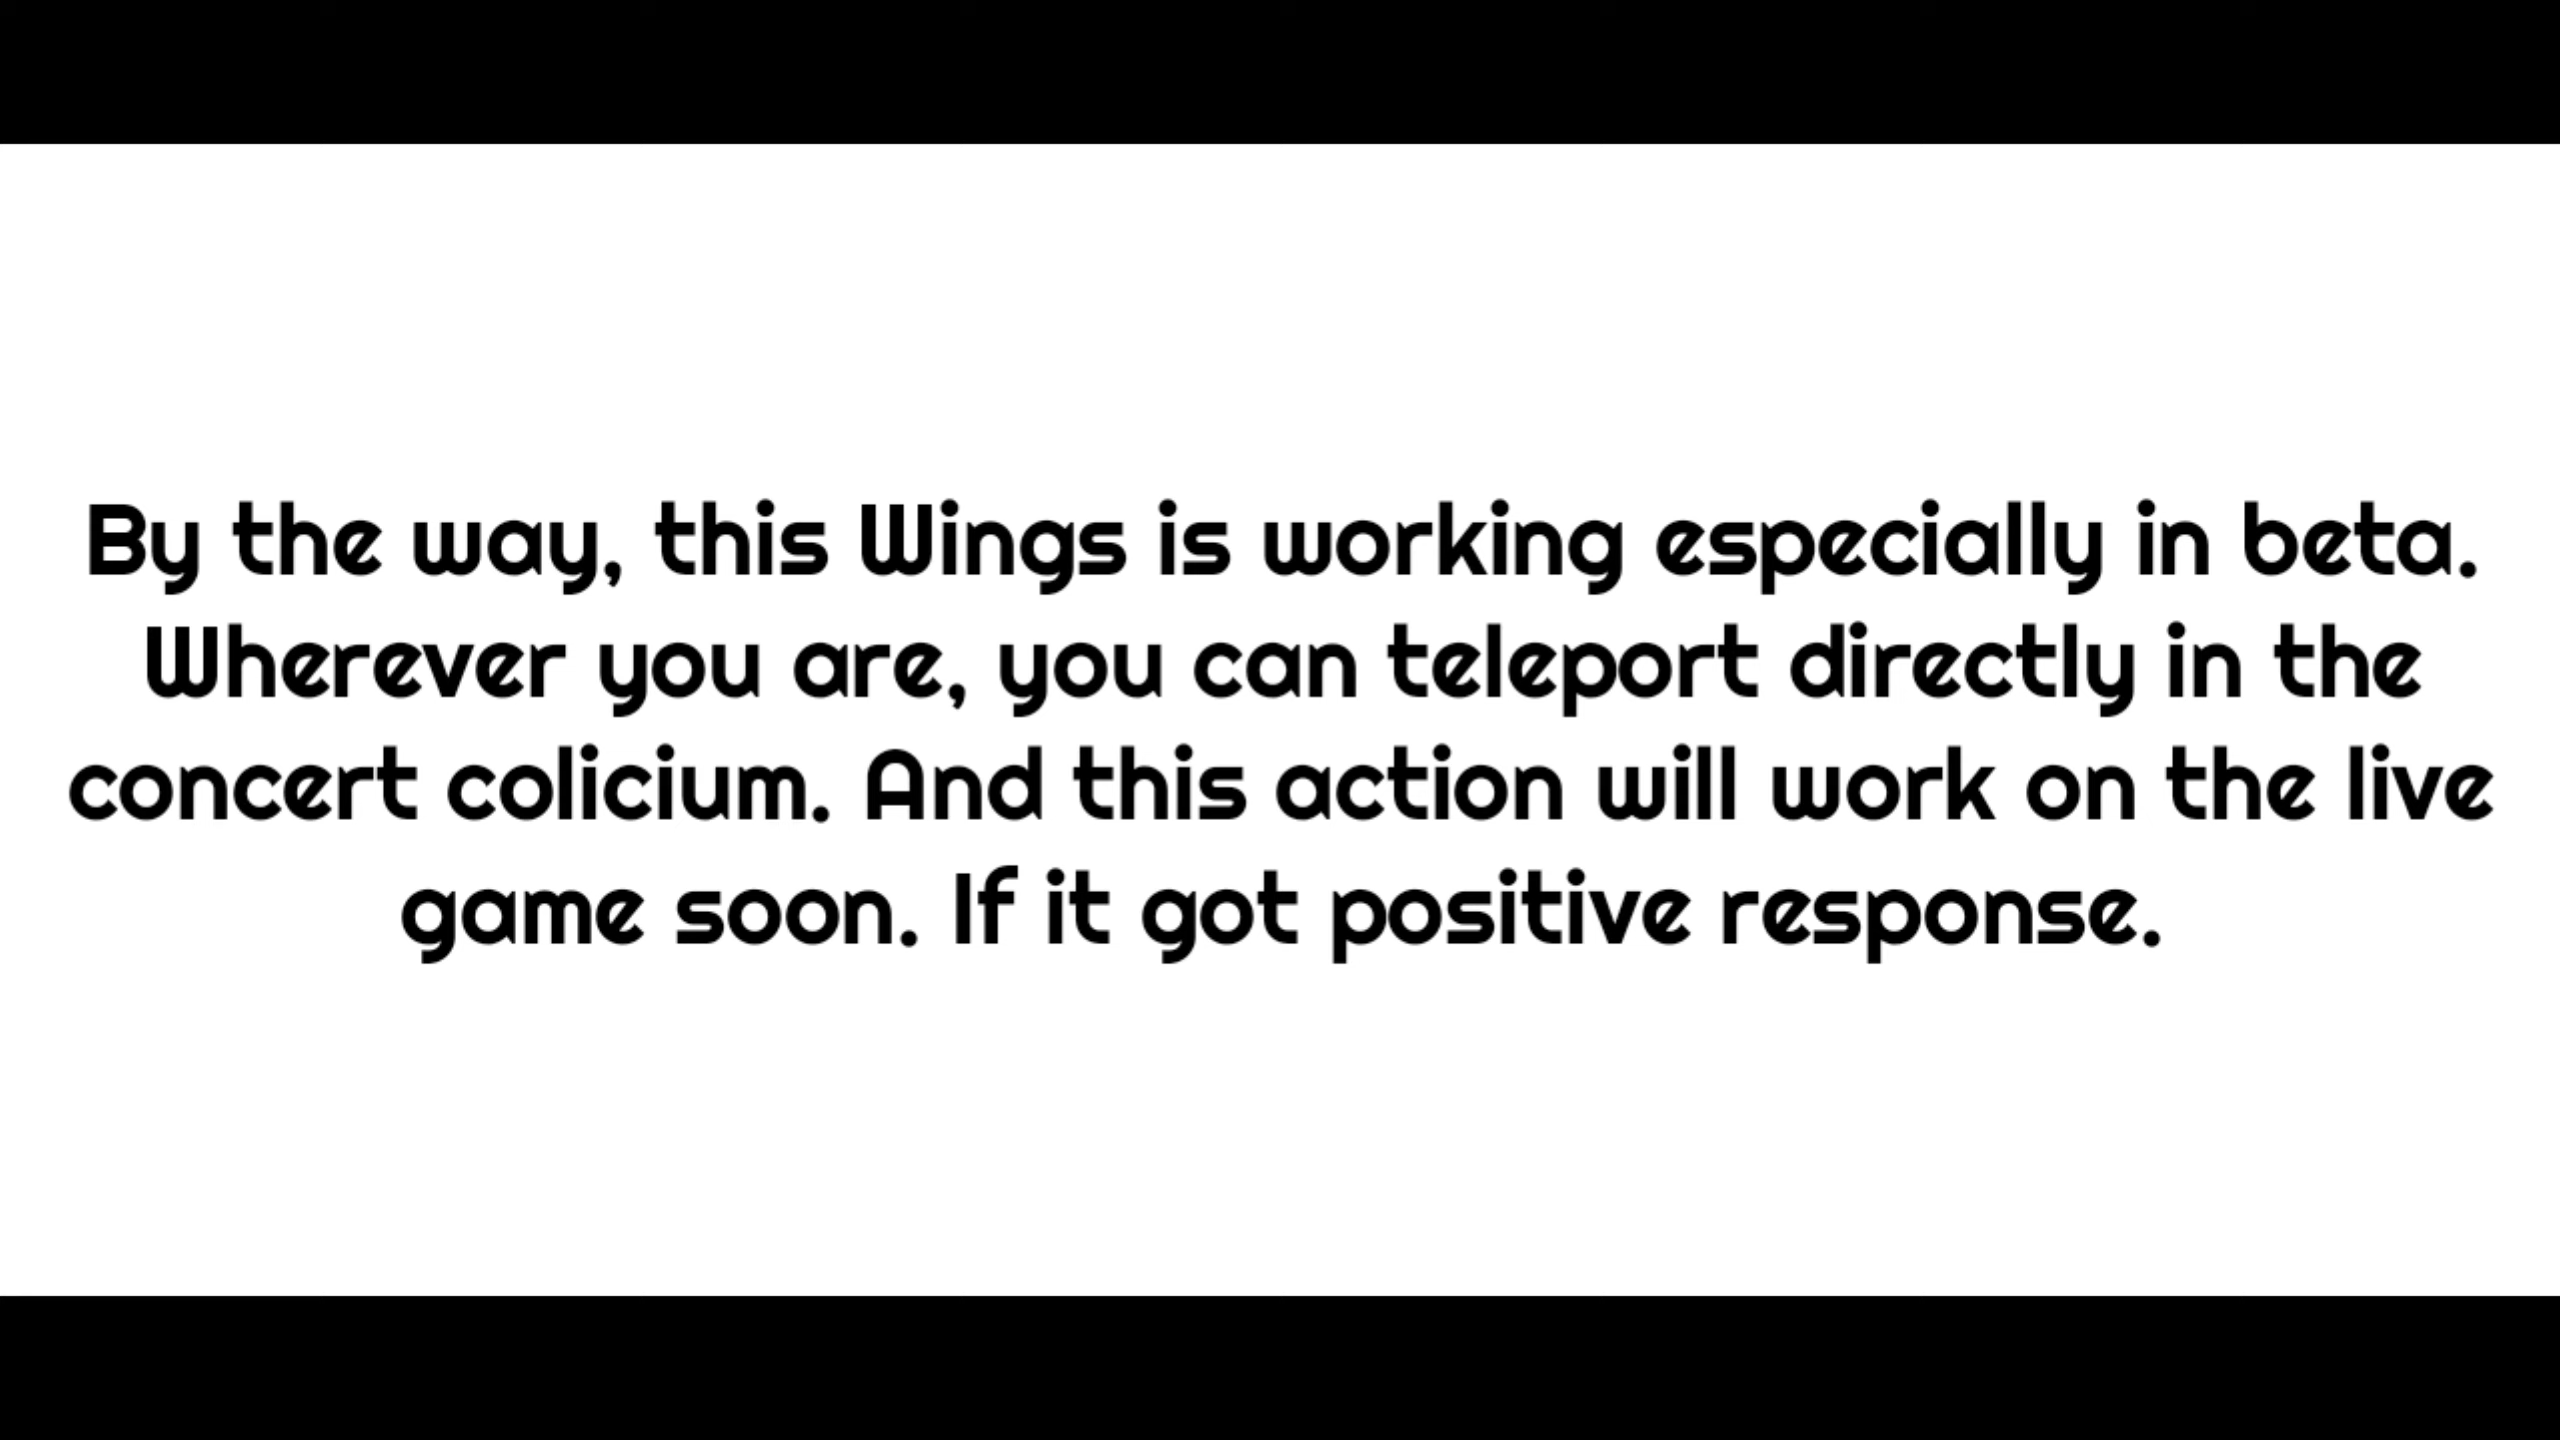 By the way, this Wings is working especially in beta.
Wherever you are, you can teleport directly in the
concert colicium. And this action will work on the live
game soon. If it got positive response.